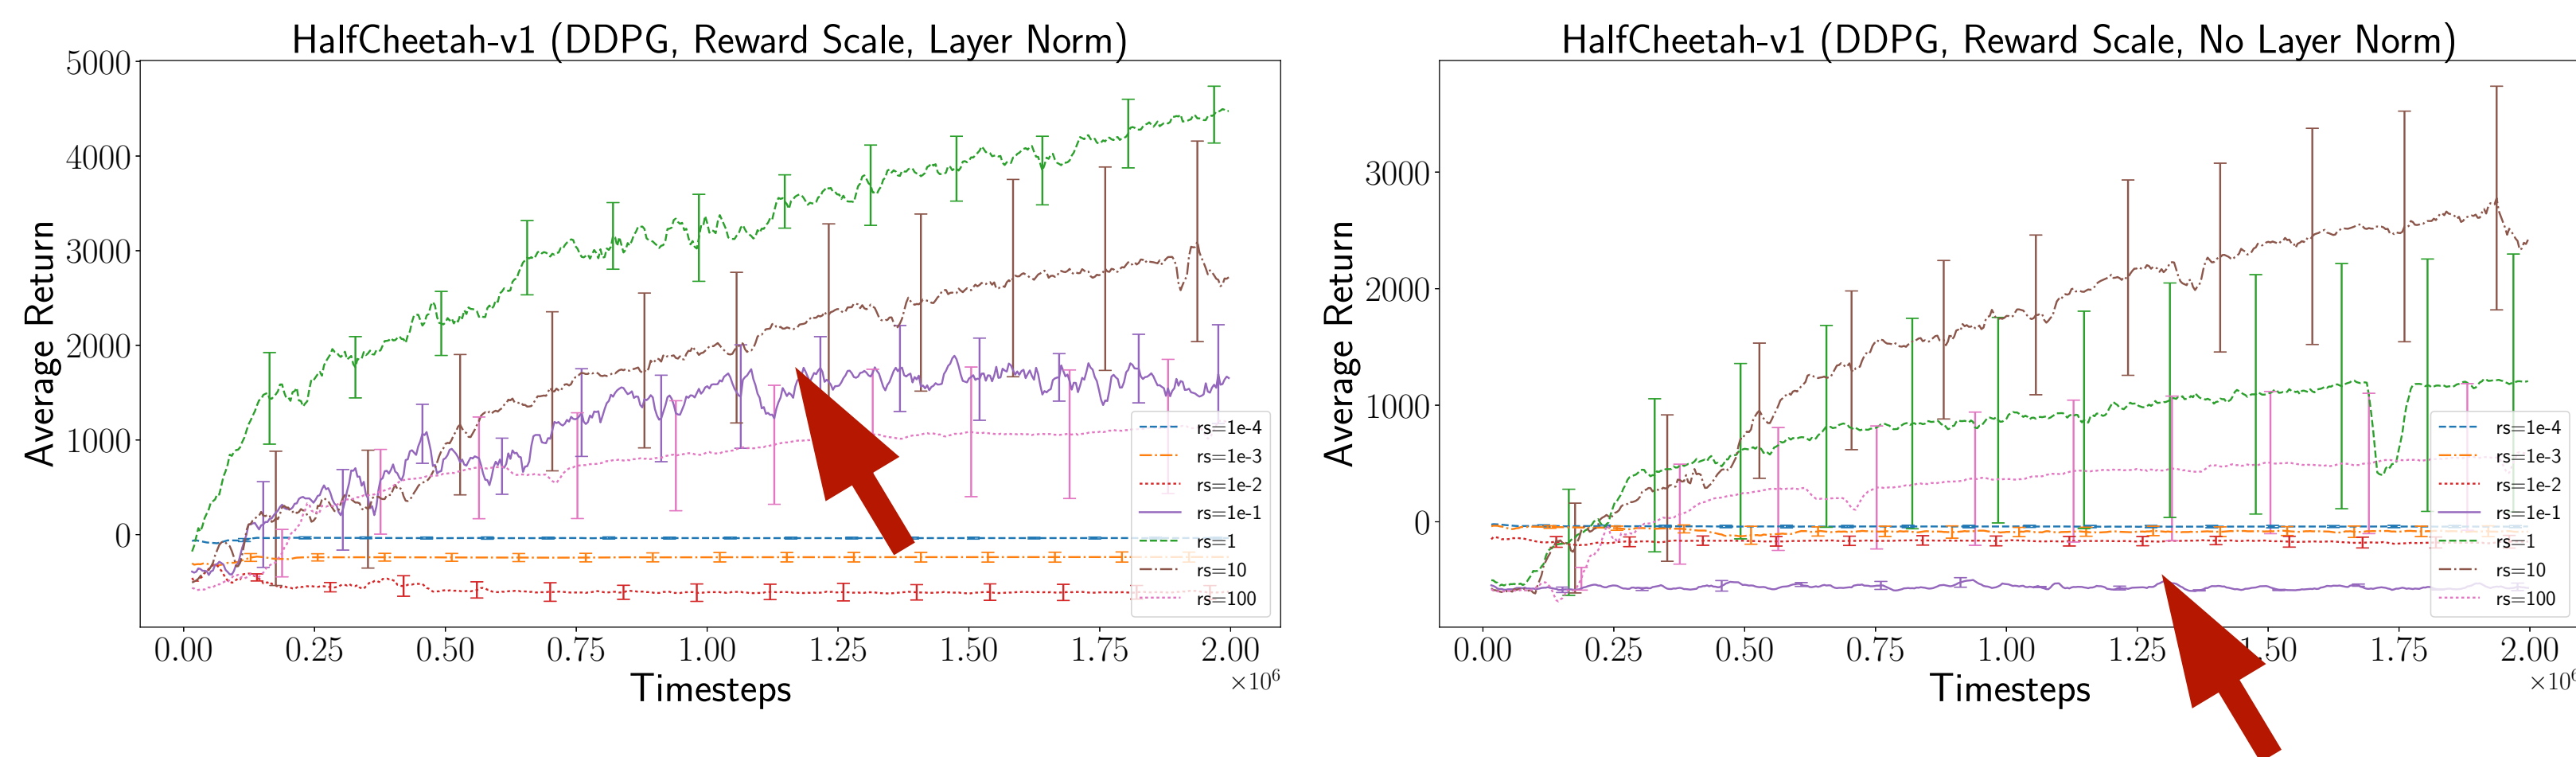 HalfCheetah-v1 (DDPG, Reward Scale, Layer Norm)
5000
4000
3000
2000
1000
0
Average Return
rs=1e-4
rs=1e-3
rs=1e-2
rs=1e-1
rs=1
rs=10
rs=100
0.00 0.25 0.50 0.75 1.00 1.25 1.50 1.75 2.00
×10⁶
Timesteps
HalfCheetah-v1 (DDPG, Reward Scale, No Layer Norm)
3000
2000
1000
0
Average Return
rs=1e-4
rs=1e-3
rs=1e-2
rs=1e-1
rs=1
rs=10
rs=100
0.00 0.25 0.50 0.75 1.00 1.25 1.50 1.75 2.00
×10⁶
Timesteps